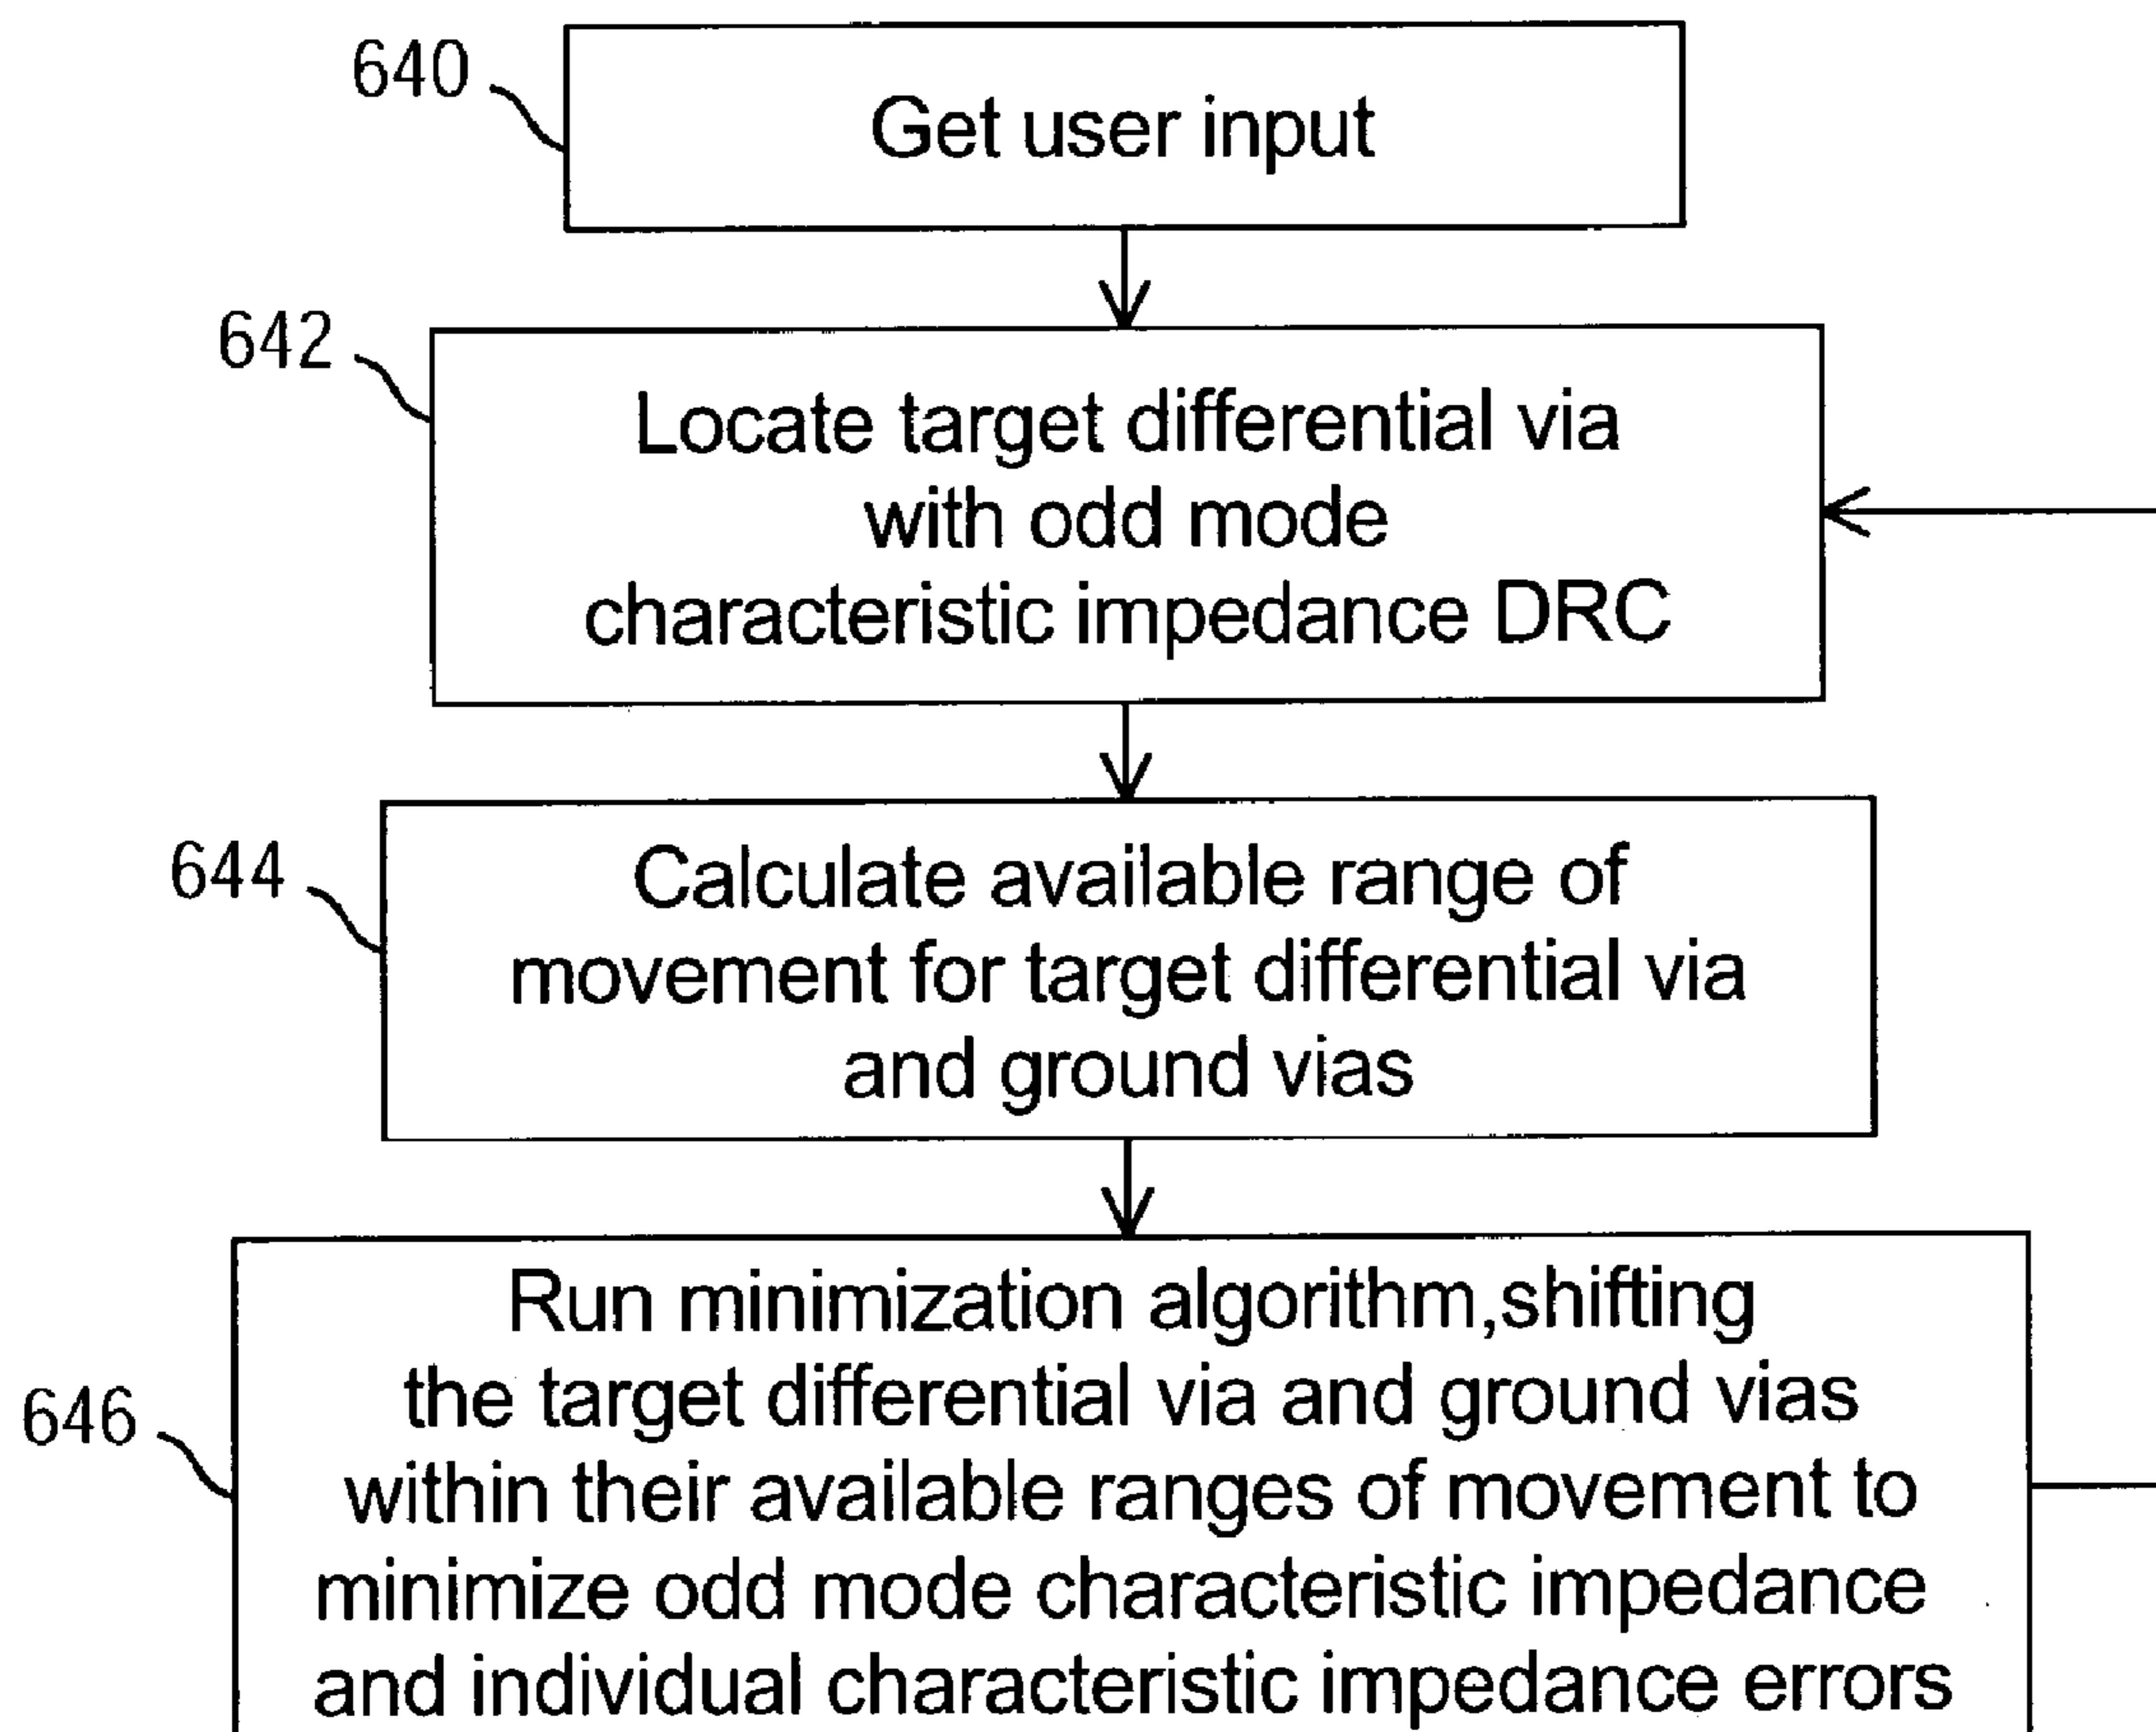 640
Get user input
642
Locate target differential via
with odd mode
characteristic impedance DRC
644
Calculate available range of
movement for target differential via
and ground vias
646
Run minimization algorithm,shifting
the target differential via and ground vias
within their available ranges of movement to
minimize odd mode characteristic impedance
and individual characteristic impedance errors